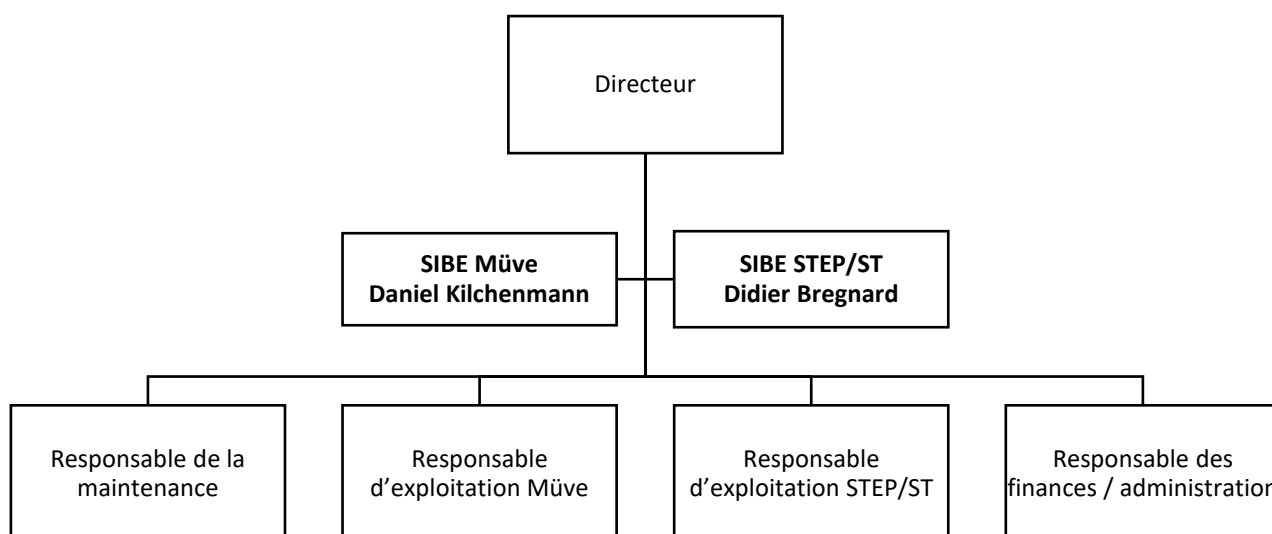 Directeur
SIBE Müve
Daniel Kilchenmann
SIBE STEP/ST
Didier Bregnard
Responsable de la
maintenance
Responsable
d’exploitation Müve
Responsable
d’exploitation STEP/ST
Responsable des
finances / administration